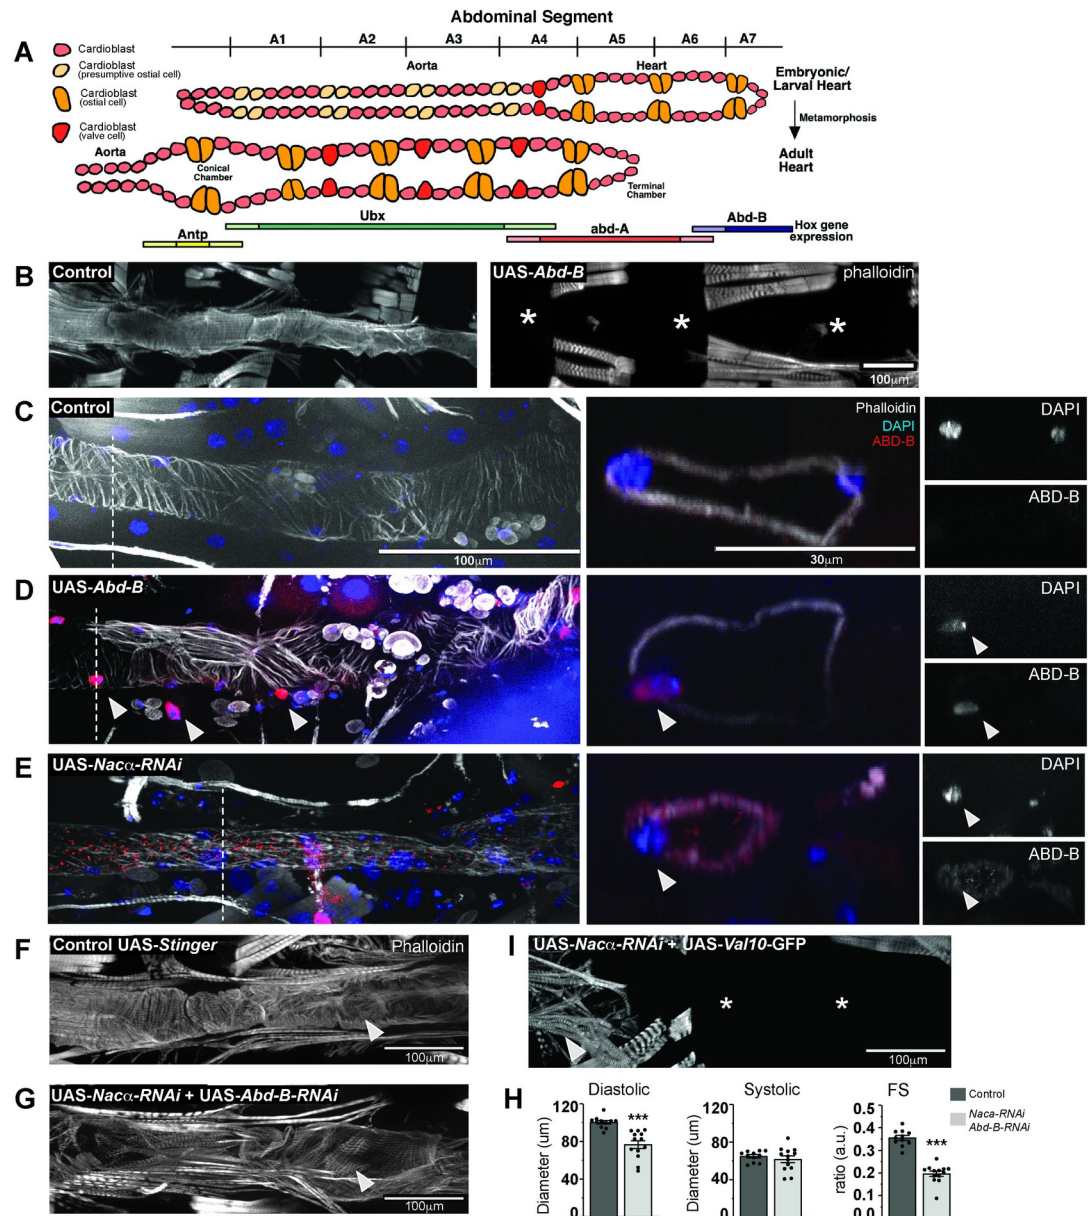 Abdominal Segment
A
A1 A2 A3 A4 A5 A6 A7
Cardioblast
Cardioblast
(presumptive ostial cell)
Cardioblast
(ostial cell)
Cardioblast
(valve cell)
Aorta
Heart
Embryonic/
Larval Heart
Metamorphosis
Adult
Heart
Aorta
Conical
Chamber
Terminal
Chamber
Ubx
Antp
abd-A
Abd-B
Hox gene
expression
B
Control
UAS-Abd-B
phalloidin
*
*
*
100µm
C
Control
100µm
Phalloidin
DAPI
ABD-B
30µm
DAPI
ABD-B
D
UAS-Abd-B
DAPI
ABD-B
E
UAS-Nacα-RNAi
DAPI
ABD-B
F
Control UAS-Stinger
Phalloidin
100µm
I
UAS-Nacα-RNAi + UAS-Val10-GFP
*
*
100µm
G
UAS-Nacα-RNAi + UAS-Abd-B-RNAi
100µm
H
Diastolic
Diameter (um)
120
80
40
0
***
Systolic
Diameter (um)
120
80
40
0
FS
ratio (a.u.)
0.5
0.4
0.3
0.2
0.1
0.0
***
Control
Naca-RNAi
Abd-B-RNAi